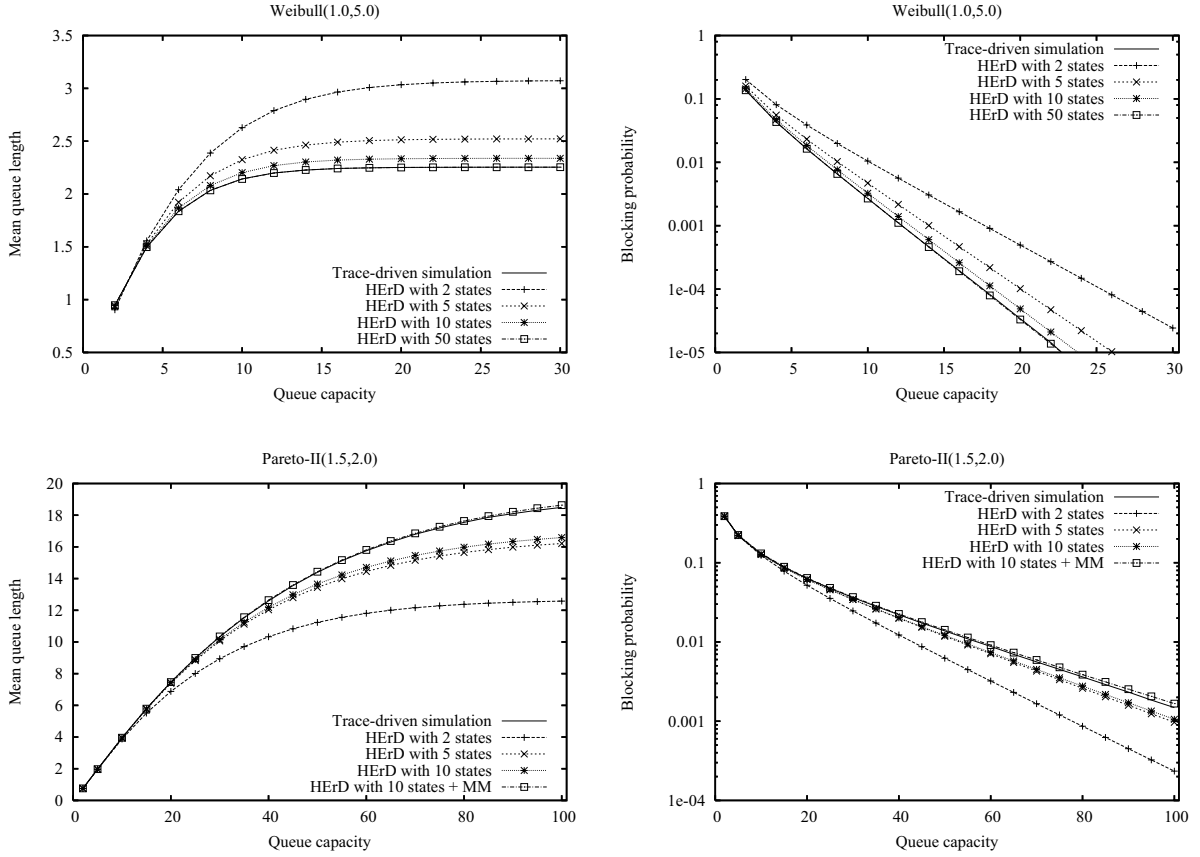 Weibull(1.0,5.0)
3.5
3
2.5
2
1.5
1
0.5
Mean queue length
Trace-driven simulation
HErD with 2 states
HErD with 5 states
HErD with 10 states
HErD with 50 states
0 5 10 15 20 25 30
Queue capacity
Weibull(1.0,5.0)
1
0.1
0.01
0.001
1e-04
1e-05
Blocking probability
Trace-driven simulation
HErD with 2 states
HErD with 5 states
HErD with 10 states
HErD with 50 states
0 5 10 15 20 25 30
Queue capacity
Pareto-II(1.5,2.0)
20
18
16
14
12
10
8
6
4
2
0
Mean queue length
Trace-driven simulation
HErD with 2 states
HErD with 5 states
HErD with 10 states
HErD with 10 states + MM
0 20 40 60 80 100
Queue capacity
Pareto-II(1.5,2.0)
1
0.1
0.01
0.001
1e-04
Blocking probability
Trace-driven simulation
HErD with 2 states
HErD with 5 states
HErD with 10 states
HErD with 10 states + MM
0 20 40 60 80 100
Queue capacity